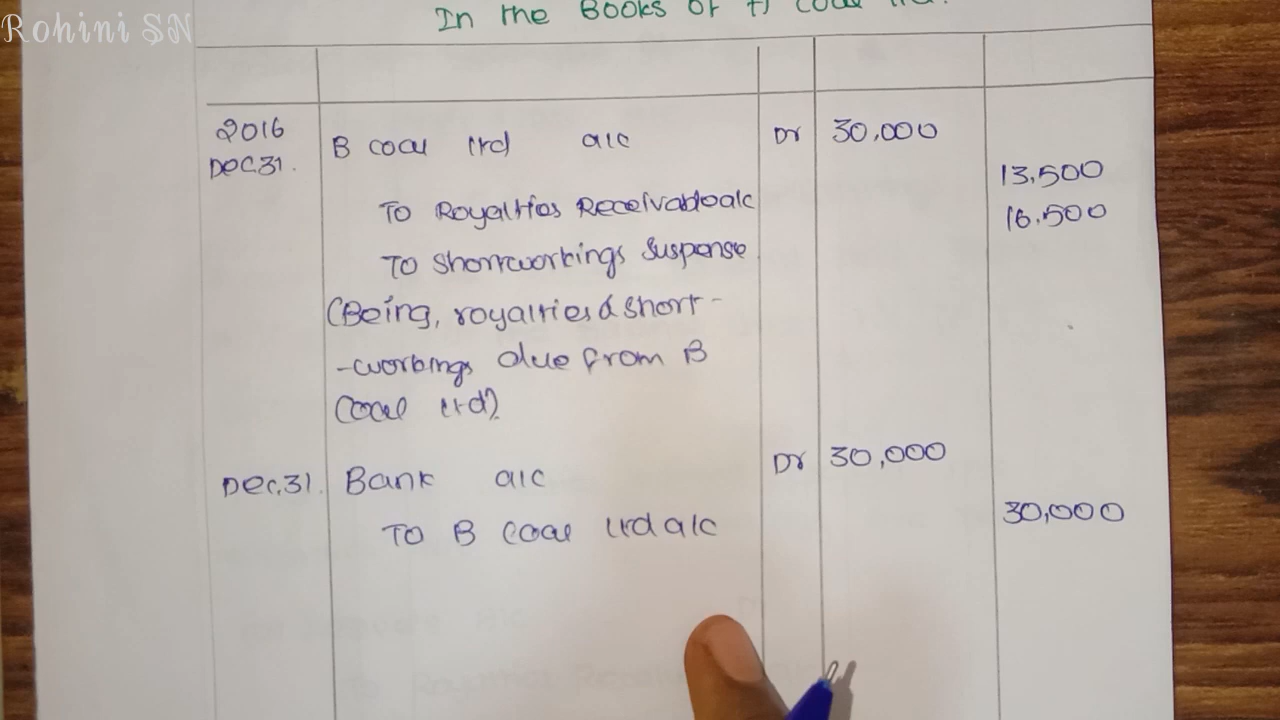 Rohini SN
In the Books of A Coal Ltd.
2016
Dec.31. B Coal Ltd a/c Dr 30,000
To Royalties Receivable a/c 13,500
To Shortworkings Suspense 16,500
(Being, royalties & short-
-workings due from B
Coal Ltd)
Dec.31. Bank a/c Dr 30,000
To B Coal Ltd a/c 30,000